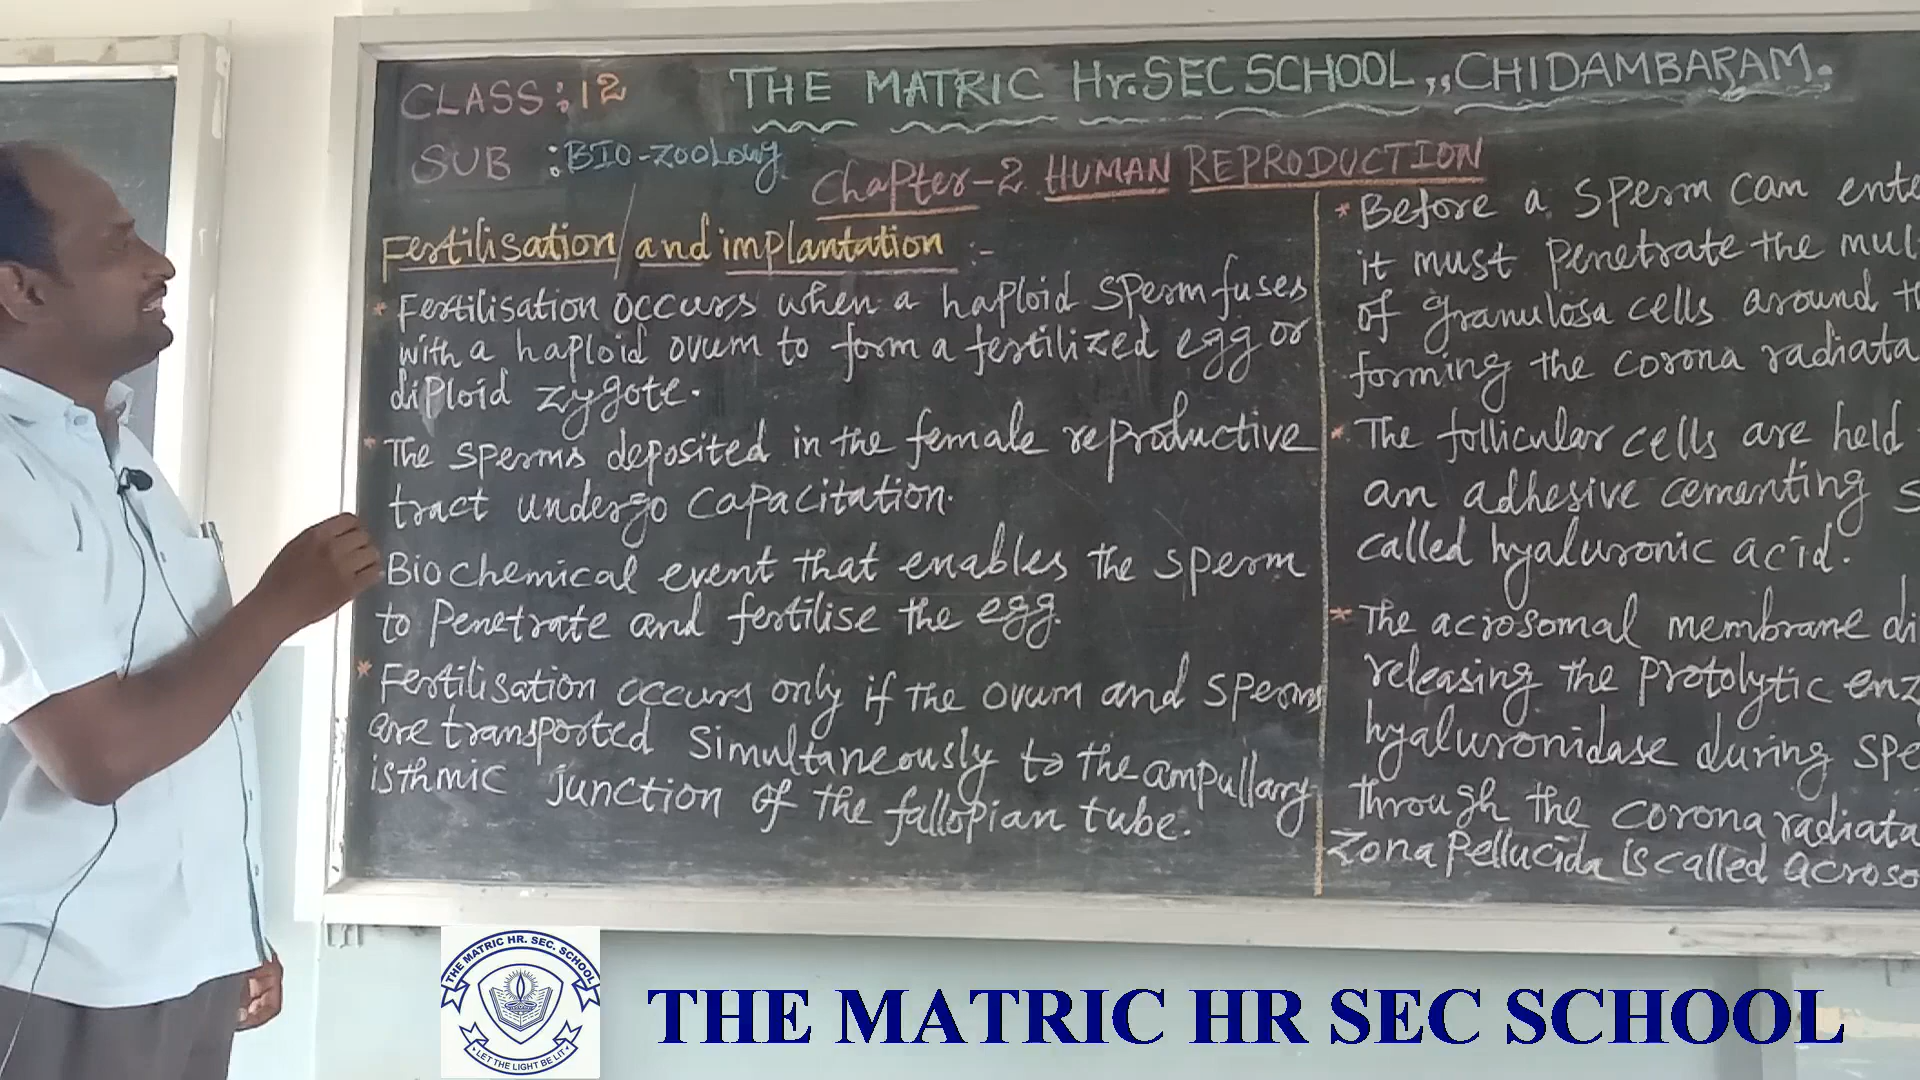 CLASS : 12
THE MATRIC Hr. SEC SCHOOL,, CHIDAMBARAM.
SUB : BIO-ZOOLOGY
Chapter-2 HUMAN REPRODUCTION
Fertilisation and implantation :-
* Fertilisation occurs when a haploid sperm fuses
with a haploid ovum to form a fertilized egg or
diploid zygote.
* The sperms deposited in the female reproductive
tract undergo capacitation.
Biochemical event that enables the sperm
to Penetrate and fertilise the egg.
* Fertilisation occurs only if the ovum and sperms
are transported simultaneously to the ampullary
isthmic junction of the fallopian tube.
* Before a sperm can ente
it must penetrate the mul
of granulosa cells around th
forming the corona radiata
* The follicular cells are held
an adhesive cementing s
called hyaluronic acid.
* The acrosomal membrane di
releasing the protolytic enz
hyaluronidase during spe
through the corona radiata
Zona Pellucida is called acroso
THE MATRIC HR. SEC. SCHOOL
LET THE LIGHT BE LIT
THE MATRIC HR SEC SCHOOL